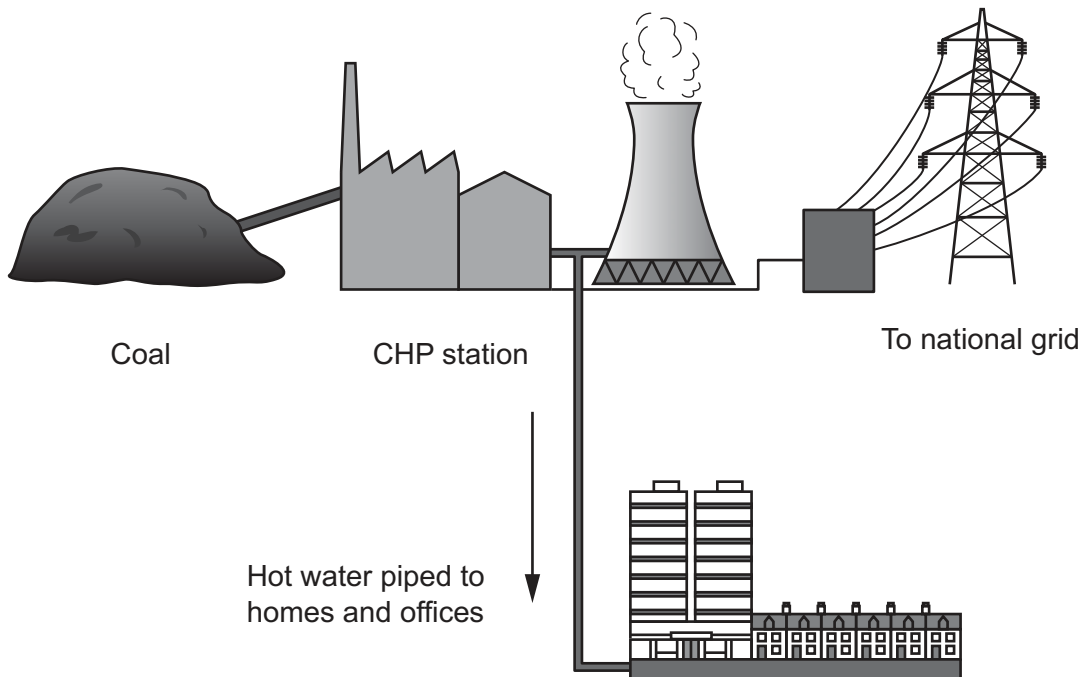 Coal
CHP station
To national grid
Hot water piped to
homes and offices